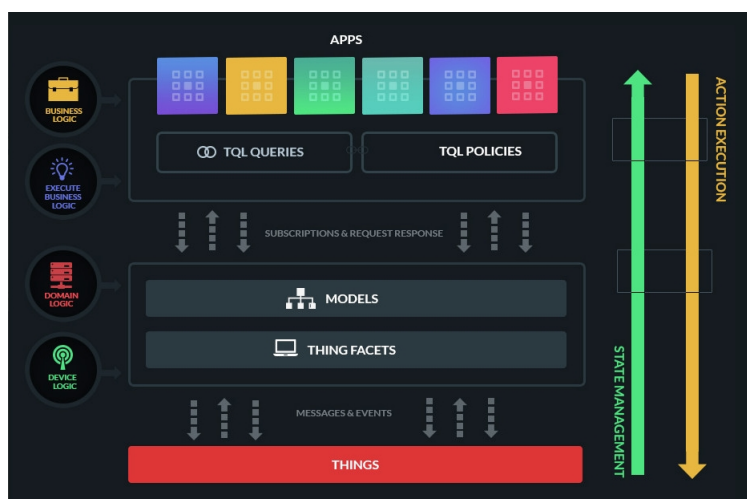 APPS
BUSINESS
LOGIC
TQL QUERIES
TQL POLICIES
EXECUTE
BUSINESS
LOGIC
SUBSCRIPTIONS & REQUEST RESPONSE
DOMAIN
LOGIC
MODELS
THING FACETS
DEVICE
LOGIC
MESSAGES & EVENTS
THINGS
STATE MANAGEMENT
ACTION EXECUTION